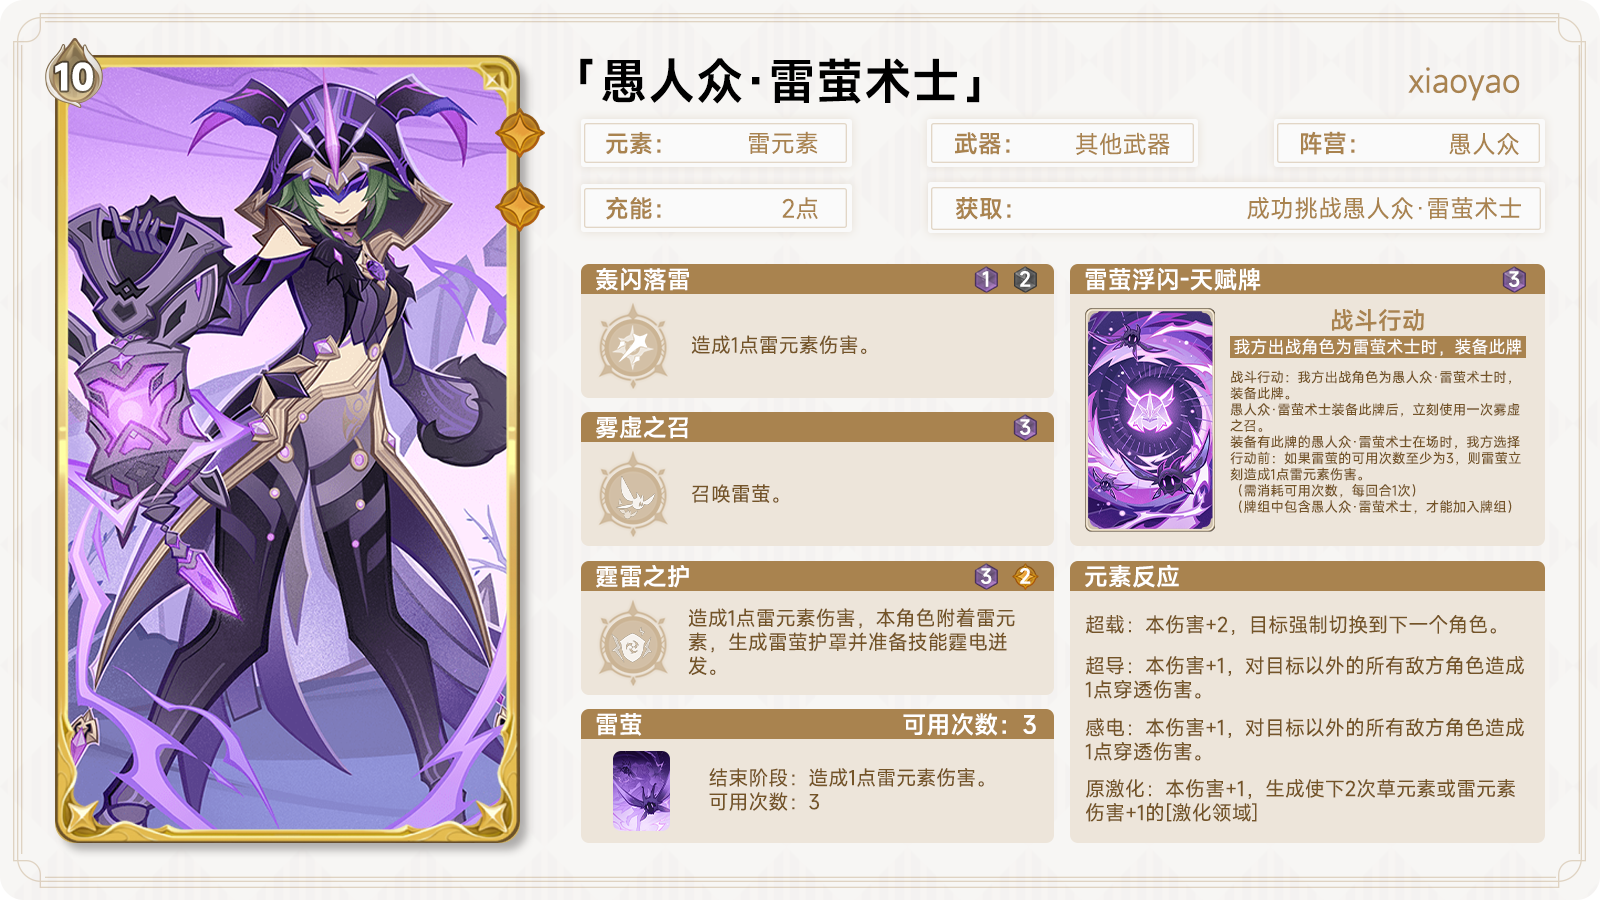 10
「愚人众·雷萤术士」
xiaoyao
元素： 雷元素
武器： 其他武器
阵营： 愚人众
充能： 2点
获取： 成功挑战愚人众·雷萤术士
轰闪落雷 1 2
造成1点雷元素伤害。
雾虚之召 3
召唤雷萤。
霆雷之护 3 2
造成1点雷元素伤害，本角色附着雷元
素，生成雷萤护罩并准备技能霆电迸
发。
雷萤 可用次数：3
结束阶段：造成1点雷元素伤害。
可用次数：3
雷萤浮闪-天赋牌 3
战斗行动
我方出战角色为雷萤术士时，装备此牌
战斗行动：我方出战角色为愚人众·雷萤术士时，
装备此牌。
愚人众·雷萤术士装备此牌后，立刻使用一次雾虚
之召。
装备有此牌的愚人众·雷萤术士在场时，我方选择
行动前：如果雷萤的可用次数至少为3，则雷萤立
刻造成1点雷元素伤害。
（需消耗可用次数，每回合1次）
（牌组中包含愚人众·雷萤术士，才能加入牌组）
元素反应
超载：本伤害+2，目标强制切换到下一个角色。
超导：本伤害+1，对目标以外的所有敌方角色造成
1点穿透伤害。
感电：本伤害+1，对目标以外的所有敌方角色造成
1点穿透伤害。
原激化：本伤害+1，生成使下2次草元素或雷元素
伤害+1的[激化领域]